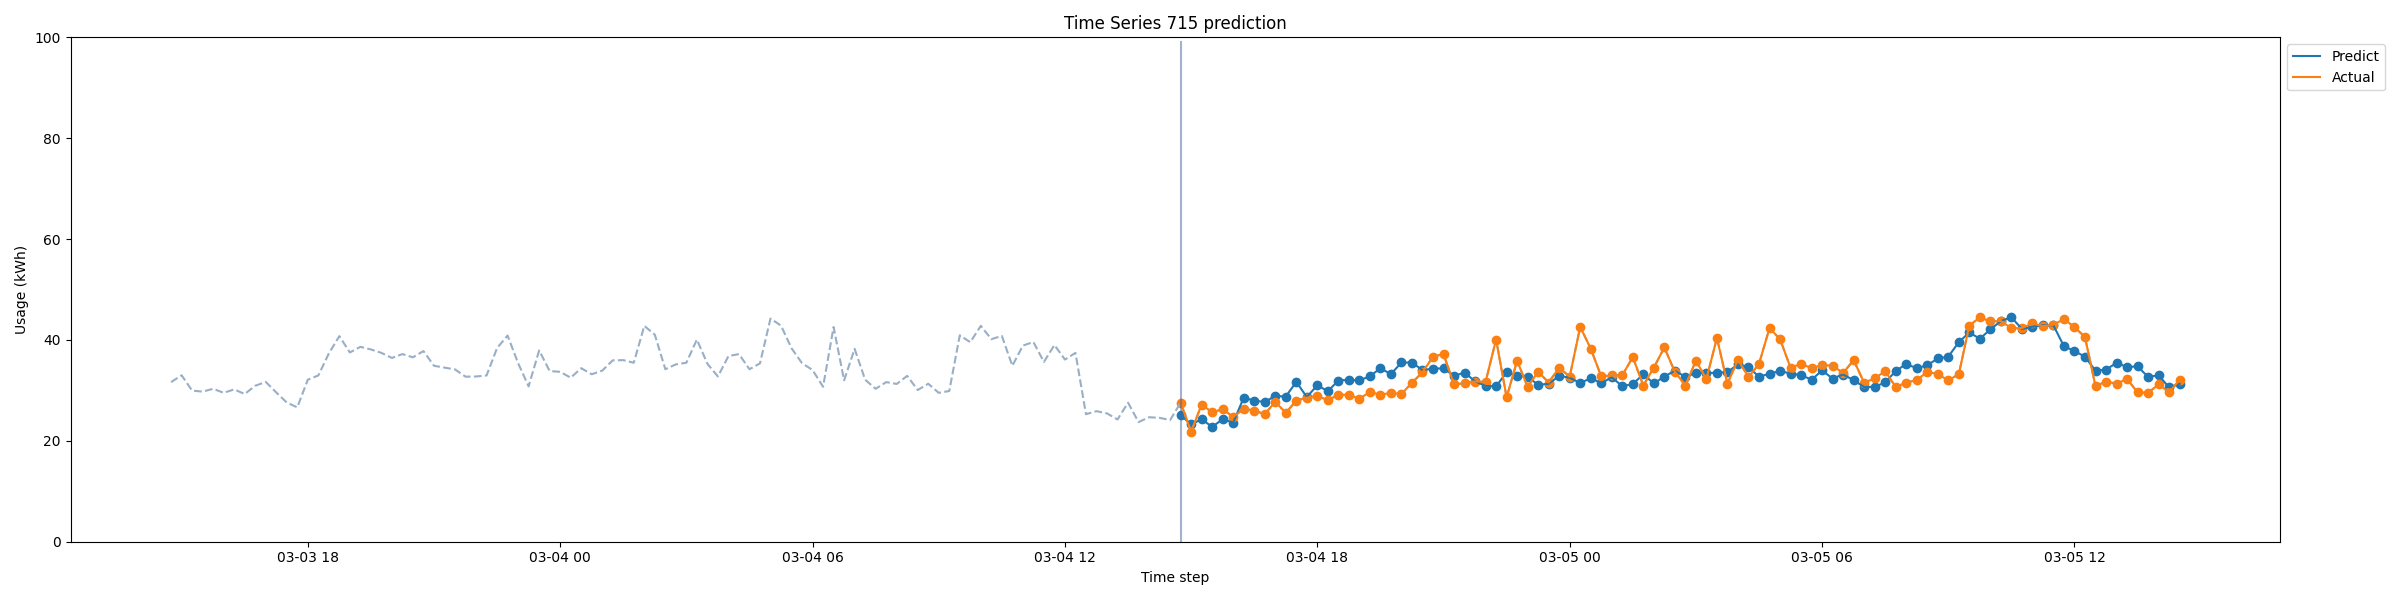 Time Series 715 prediction
Usage (kWh)
100
80
60
40
20
0
03-03 18
03-04 00
03-04 06
03-04 12
03-04 18
03-05 00
03-05 06
03-05 12
Time step
Predict
Actual